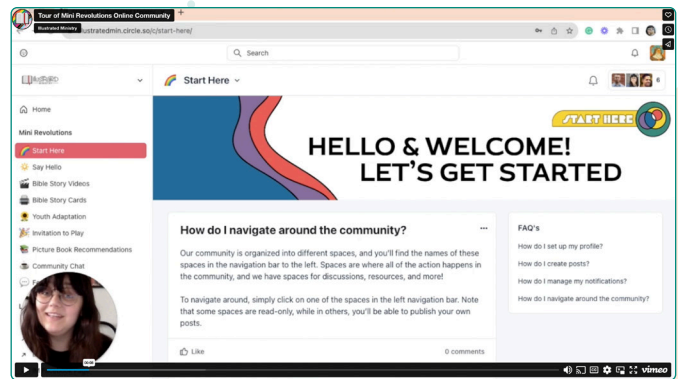 Tour of Mini Revolutions Online Community
Illustrated Ministry
ustratedmin.circle.so/c/start-here/
Search
Start Here
6
Home
Mini Revolutions
Start Here
Say Hello
Bible Story Videos
Bible Story Cards
Youth Adaptation
Invitation to Play
Picture Book Recommendations
Community Chat
START HERE
HELLO & WELCOME!
LET'S GET STARTED
How do I navigate around the community?
Our community is organized into different spaces, and you'll find the names of these
spaces in the navigation bar to the left. Spaces are where all of the action happens in
the community, and we have spaces for discussions, resources, and more!
To navigate around, simply click on one of the spaces in the left navigation bar. Note
that some spaces are read-only, while in others, you'll be able to publish your own
posts.
Like
0 comments
FAQ's
How do I set up my profile?
How do I create posts?
How do I manage my notifications?
How do I navigate around the community?
00:00
vimeo